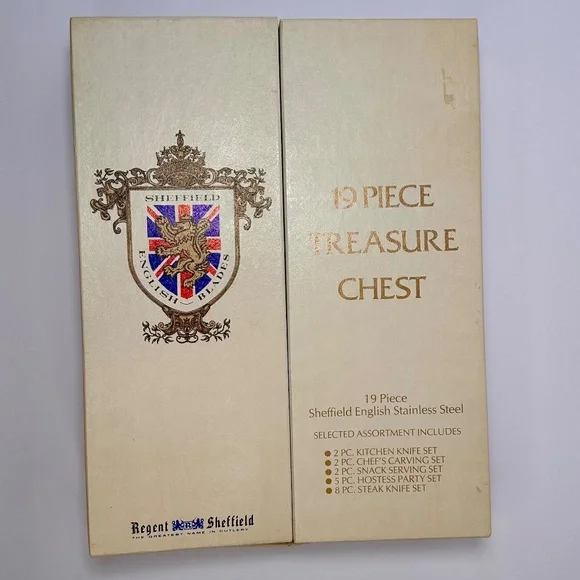 SHEFFIELD
ENGLISH BLADES
Regent Sheffield
THE GREATEST NAME IN CUTLERY
19 PIECE
TREASURE
CHEST
19 Piece
Sheffield English Stainless Steel
SELECTED ASSORTMENT INCLUDES
● 2 PC. KITCHEN KNIFE SET
● 2 PC. CHEF'S CARVING SET
● 2 PC. SNACK SERVING SET
● 5 PC. HOSTESS PARTY SET
● 8 PC. STEAK KNIFE SET